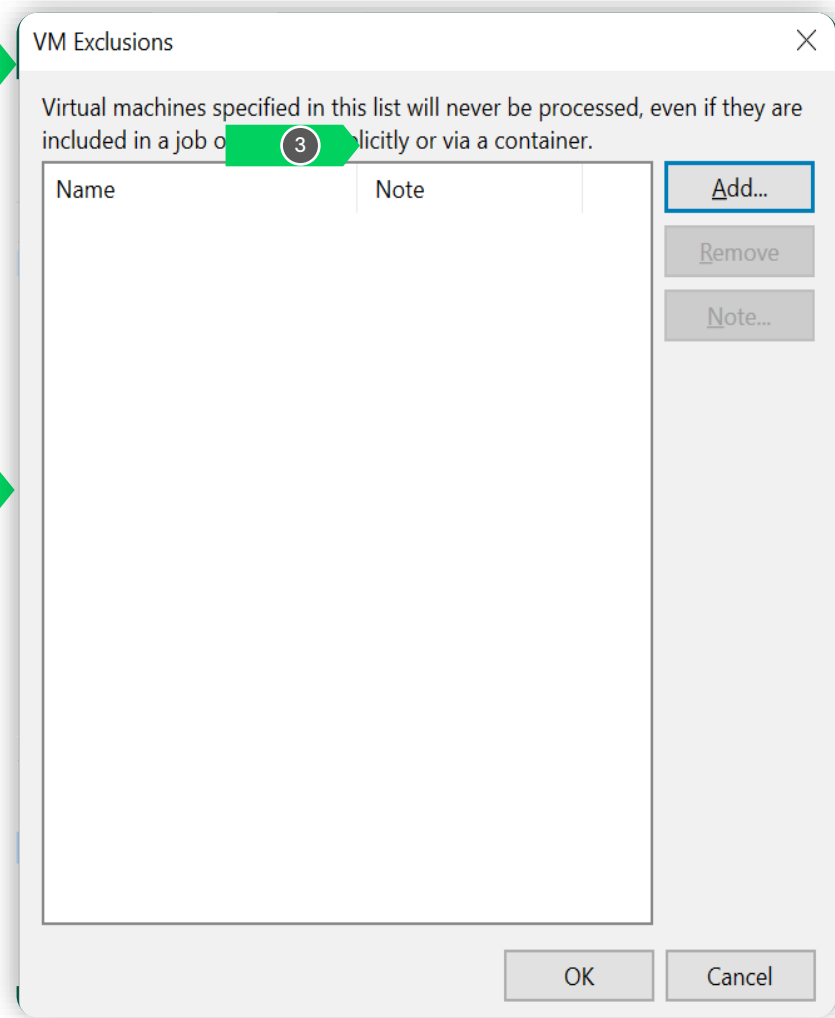 VM Exclusions
Virtual machines specified in this list will never be processed, even if they are
included in a job o 3 licitly or via a container.
Name Note Add...
Remove
Note...
OK Cancel